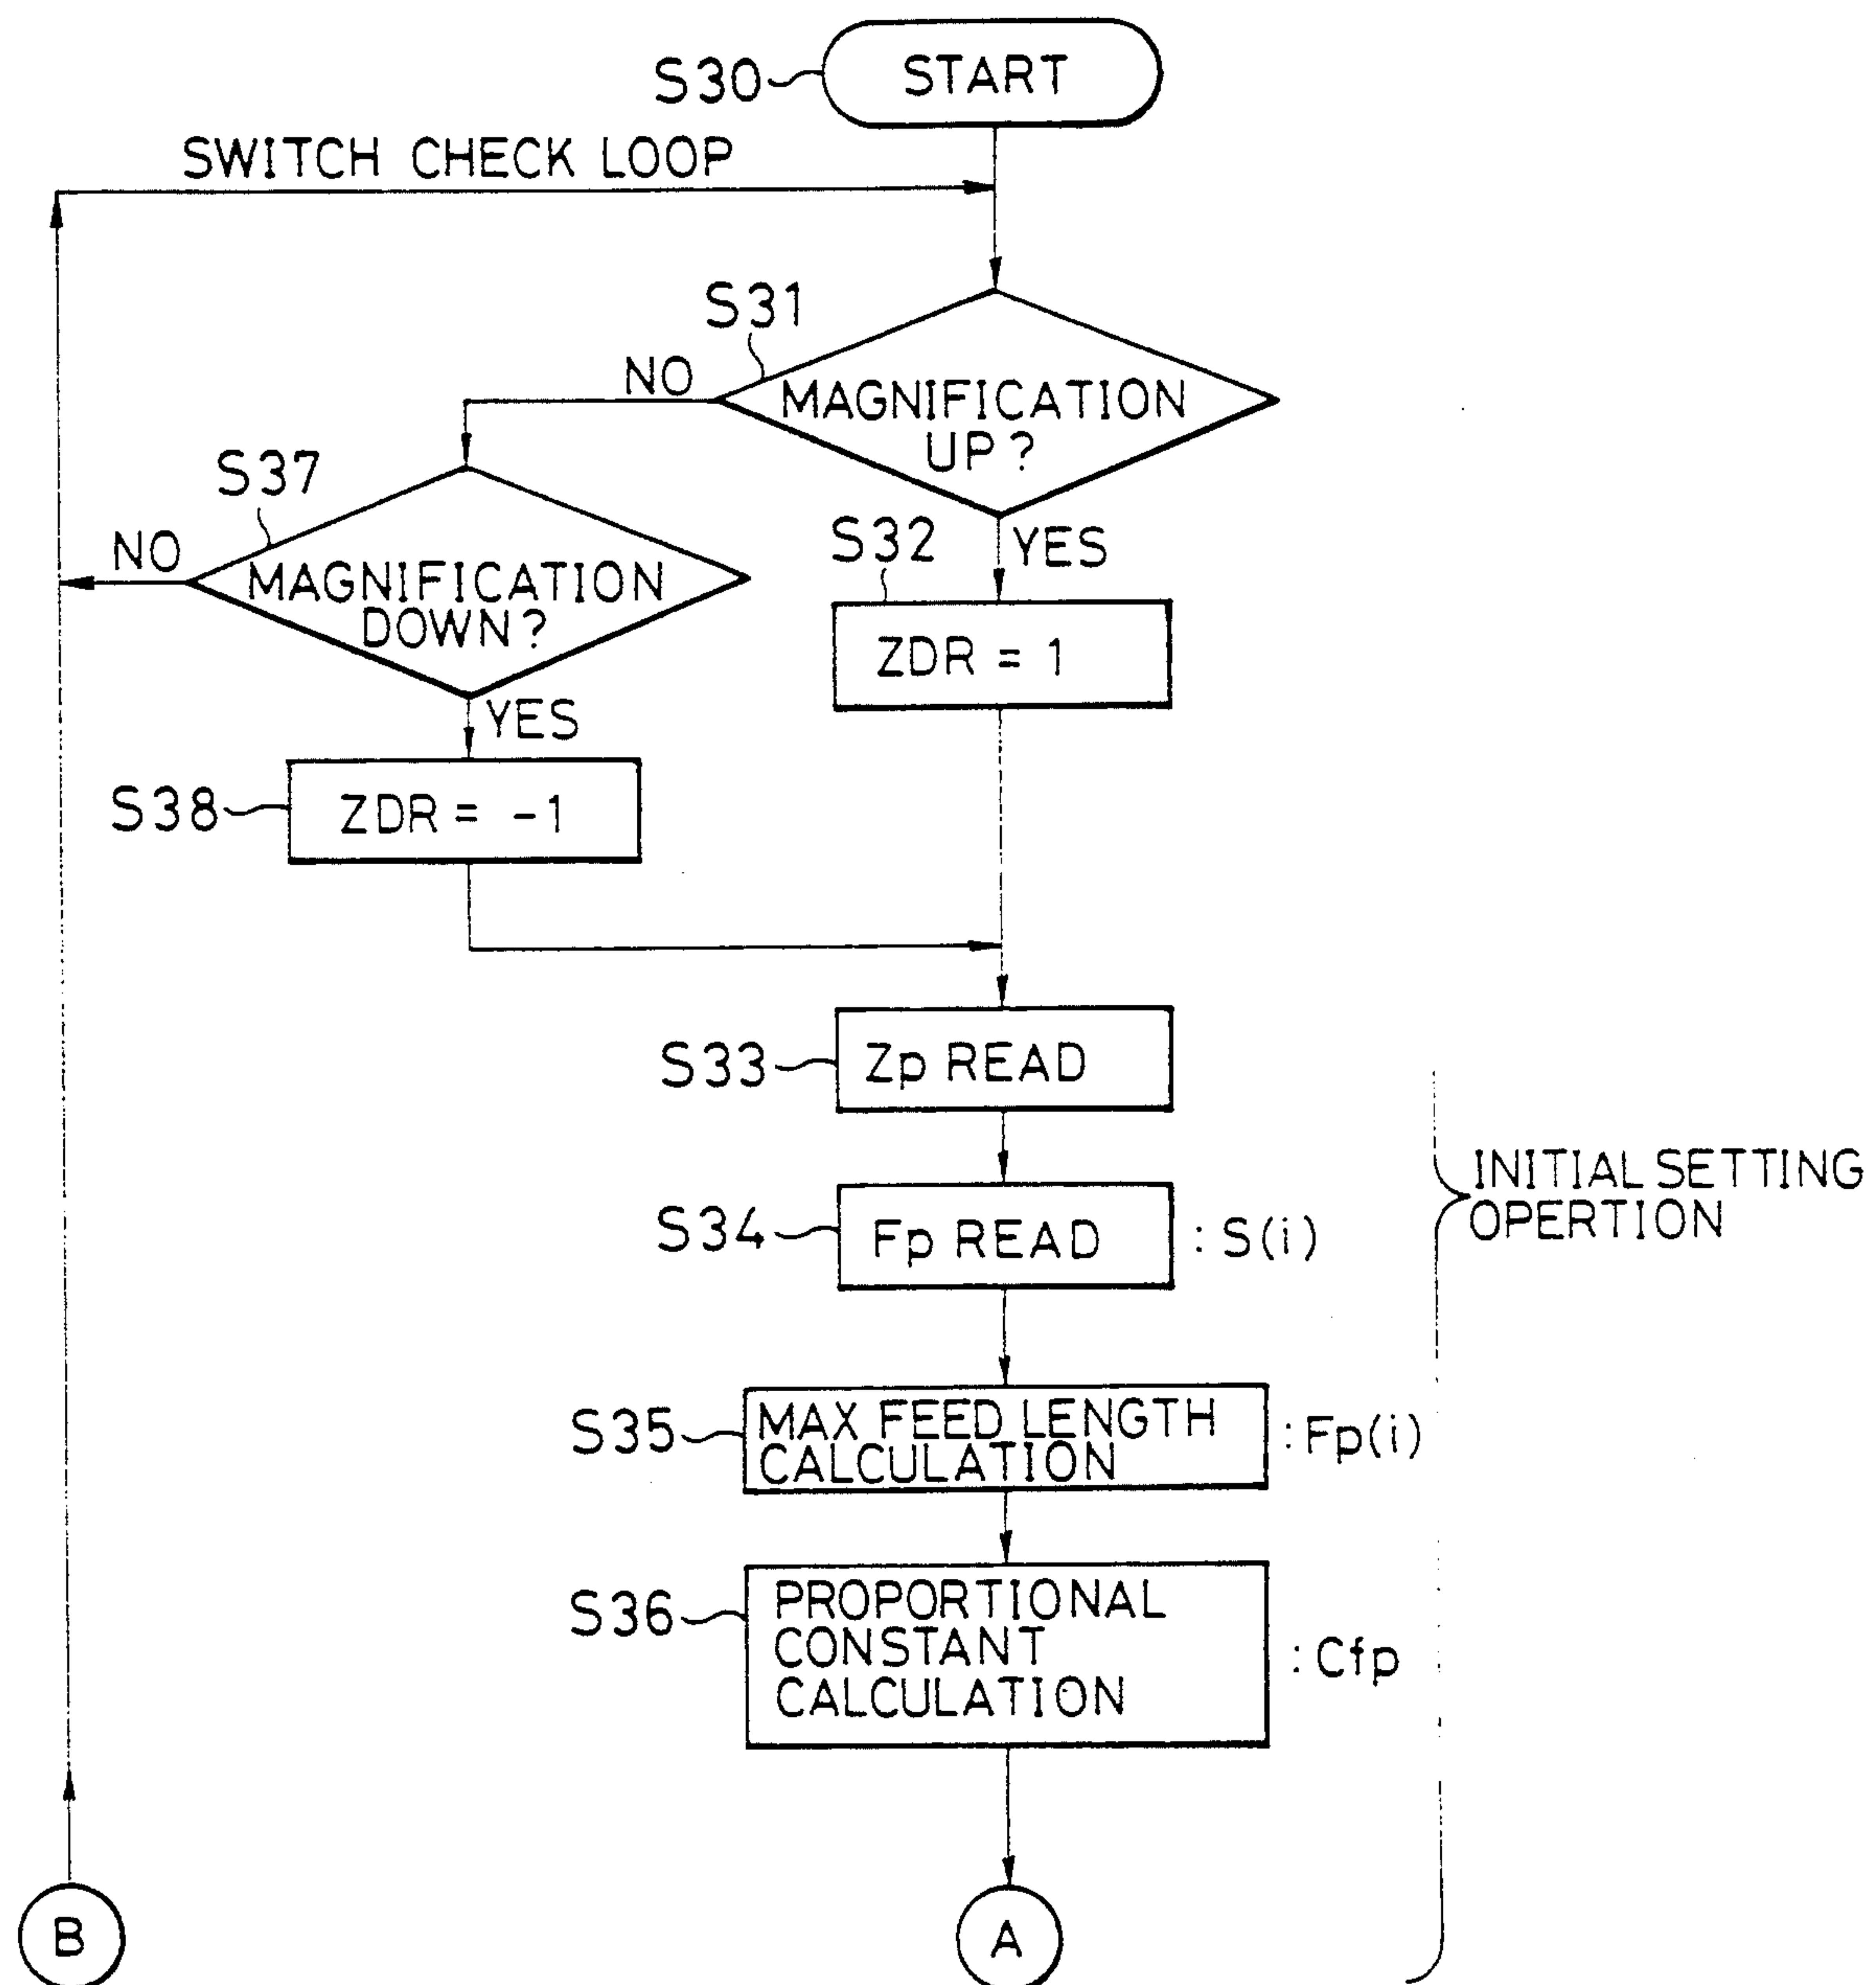 S30
START
SWITCH CHECK LOOP
S31
NO
MAGNIFICATION
UP?
S37
NO
MAGNIFICATION
DOWN?
S32
YES
ZDR = 1
YES
S38
ZDR = -1
S33
Zp READ
S34
Fp READ
: S(i)
INITIAL SETTING
OPERTION
S35
MAX FEED LENGTH
CALCULATION
: Fp(i)
S36
PROPORTIONAL
CONSTANT
CALCULATION
: Cfp
B
A